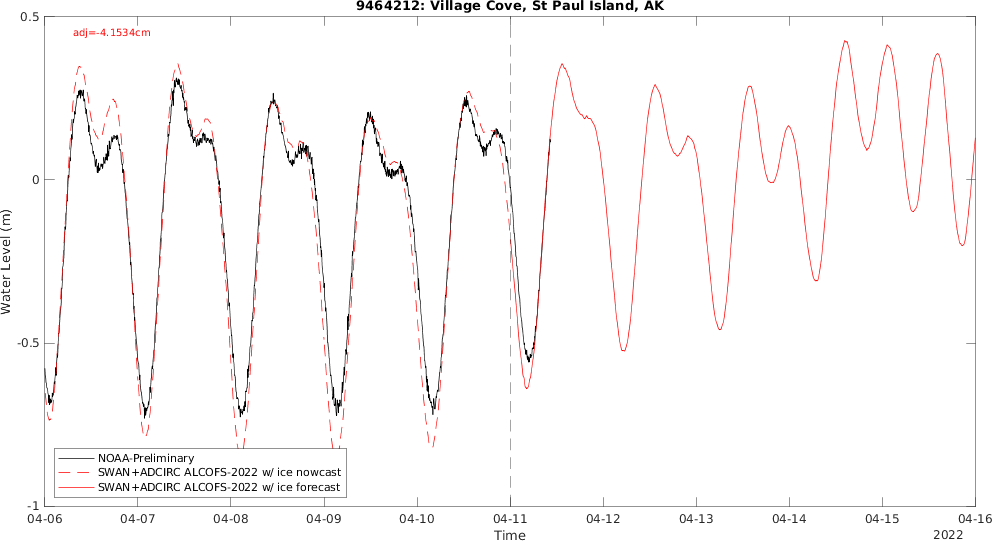 9464212: Village Cove, St Paul Island, AK
adj=-4.1534cm
0.5
0
-0.5
-1
Water Level (m)
NOAA-Preliminary
SWAN+ADCIRC ALCOFS-2022 w/ ice nowcast
SWAN+ADCIRC ALCOFS-2022 w/ ice forecast
04-06 04-07 04-08 04-09 04-10 04-11 04-12 04-13 04-14 04-15 04-16
Time
2022